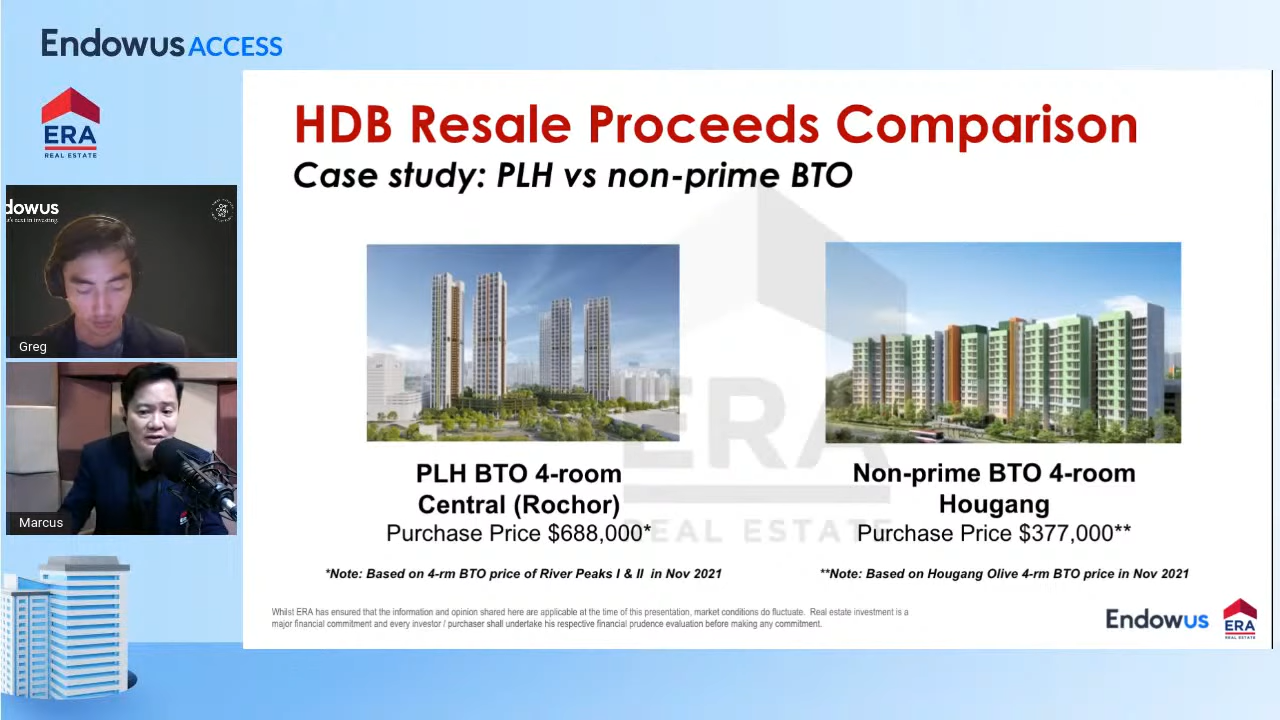 Endowus ACCESS
ERA
REAL ESTATE
dowus
Greg
Marcus
HDB Resale Proceeds Comparison
Case study: PLH vs non-prime BTO
ERA
REAL ESTATE
PLH BTO 4-room
Central (Rochor)
Purchase Price $688,000*
*Note: Based on 4-rm BTO price of River Peaks I & II in Nov 2021
Non-prime BTO 4-room
Hougang
Purchase Price $377,000**
**Note: Based on Hougang Olive 4-rm BTO price in Nov 2021
Whilst ERA has ensured that the information and opinion shared here are applicable at the time of this presentation, market conditions do fluctuate. Real estate investment is a
major financial commitment and every investor / purchaser shall undertake his respective financial prudence evaluation before making any commitment.
Endowus
ERA
REAL ESTATE